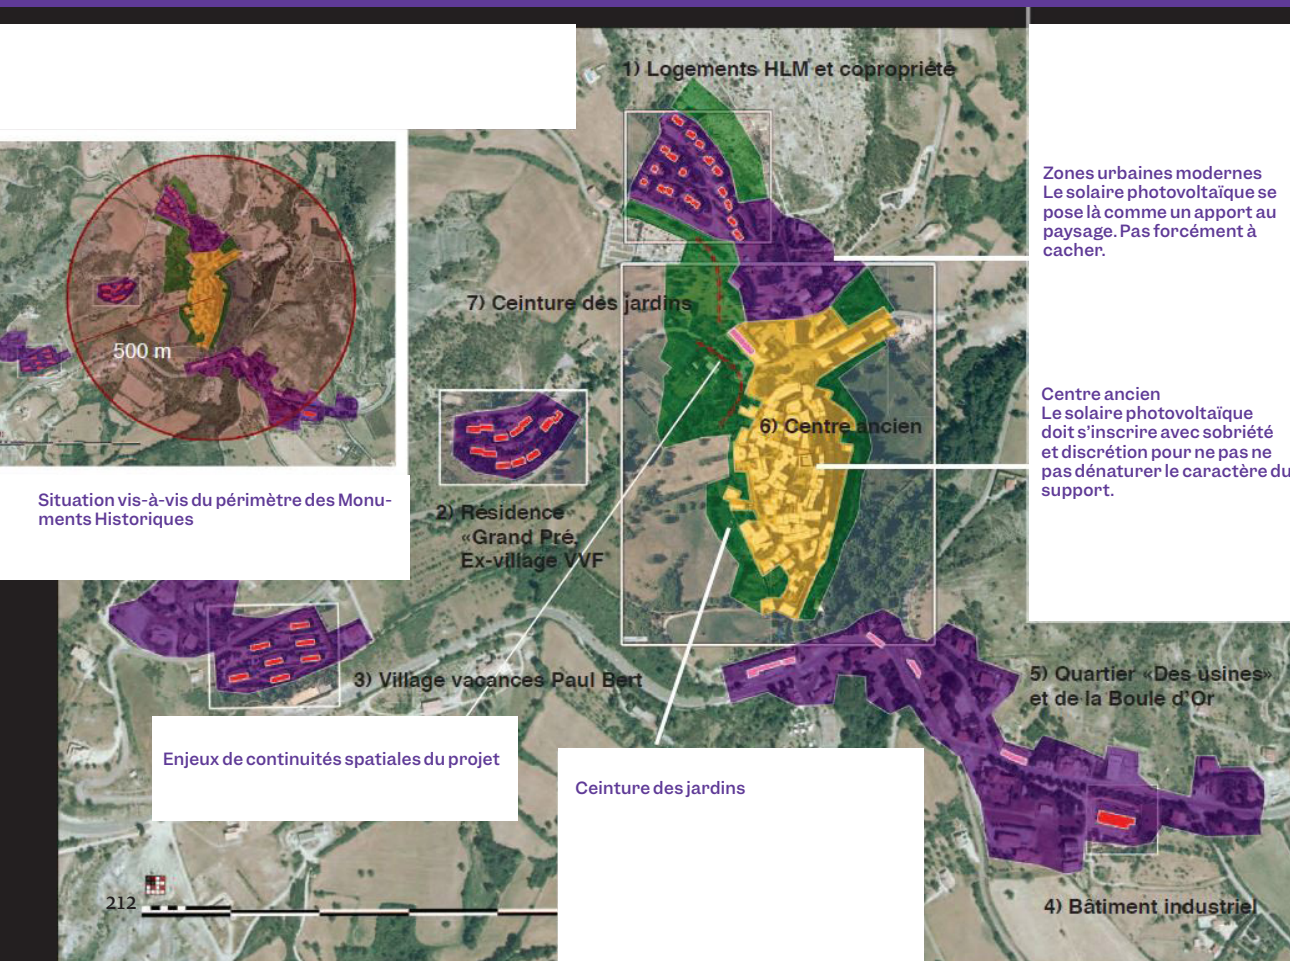 1) Logements HLM et copropriété
Zones urbaines modernes
Le solaire photovoltaïque se
pose là comme un apport au
paysage. Pas forcément à
cacher.
7) Ceinture des jardins
500 m
Centre ancien
Le solaire photovoltaïque
doit s'inscrire avec sobriété
et discrétion pour ne pas ne
pas dénaturer le caractère du
support.
6) Centre ancien
Situation vis-à-vis du périmètre des Monu-
ments Historiques
2) Résidence
«Grand Pré,
Ex-village VVF
3) Village vacances Paul Bert
5) Quartier «Des usines»
et de la Boule d'Or
Enjeux de continuités spatiales du projet
Ceinture des jardins
212
4) Bâtiment industriel